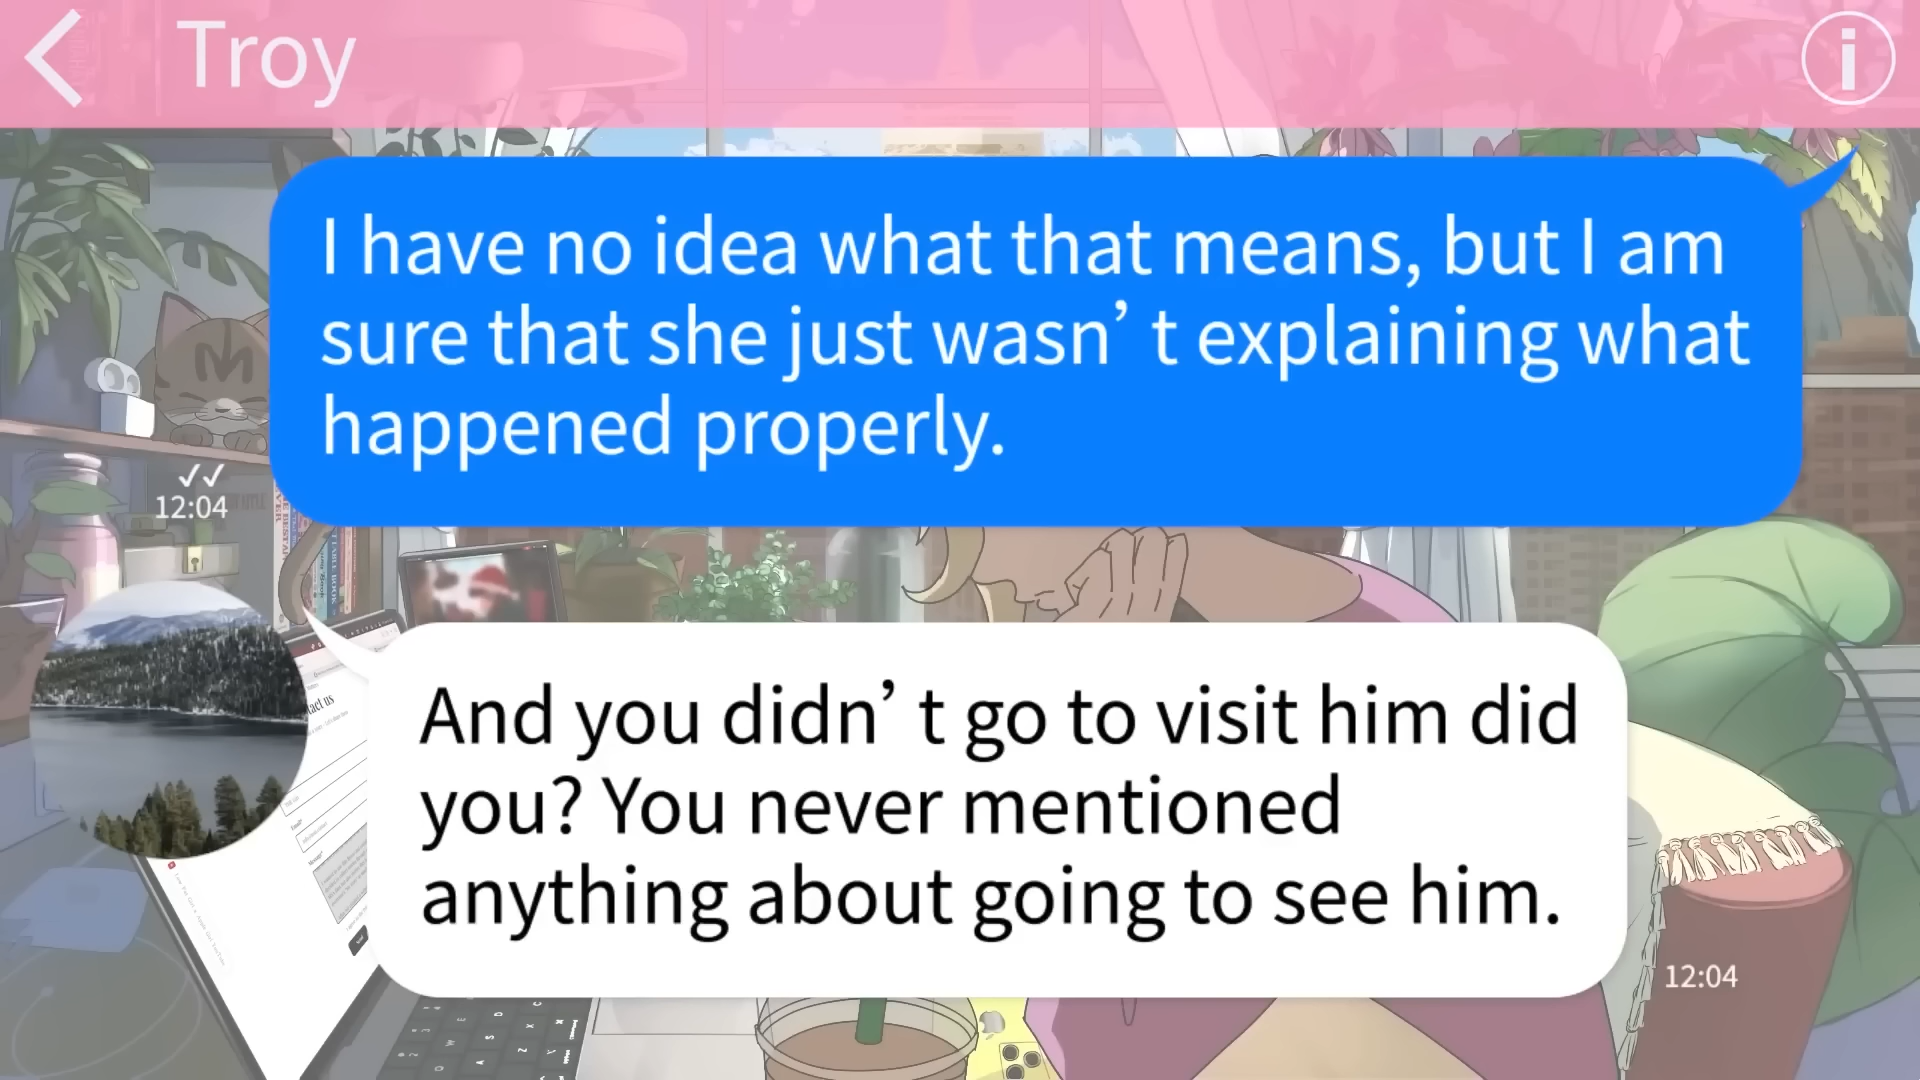 Troy
I have no idea what that means, but I am
sure that she just wasn’t explaining what
happened properly.
12:04
And you didn’t go to visit him did
you? You never mentioned
anything about going to see him.
12:04